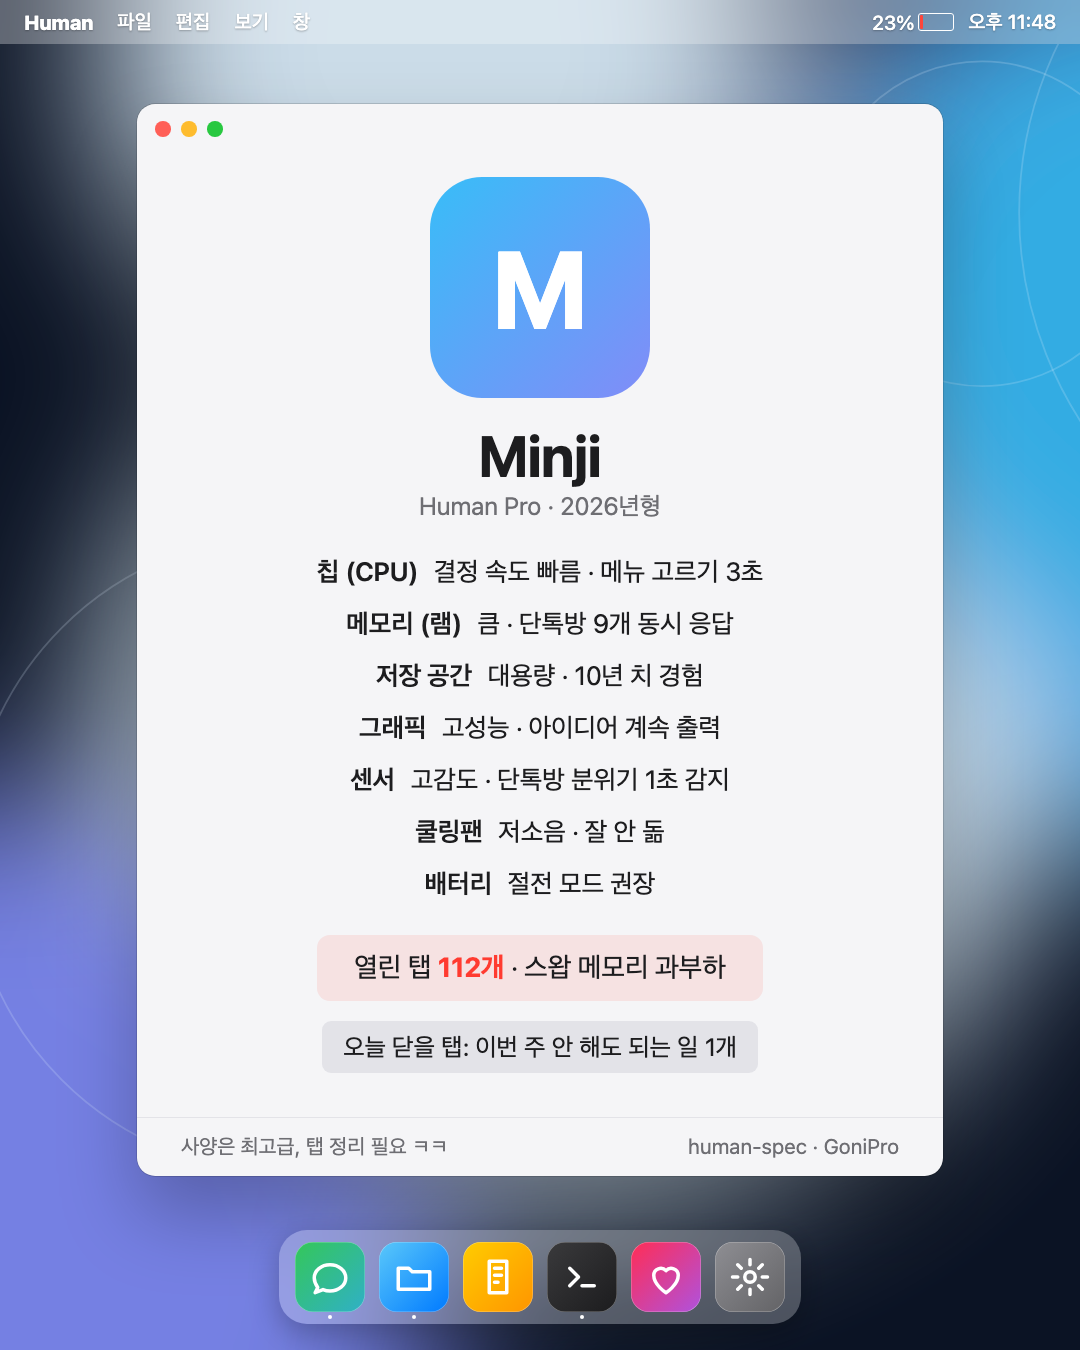 Human 파일 편집 보기 창 23% 오후 11:48
M
Minji
Human Pro · 2026년형
칩 (CPU) 결정 속도 빠름 · 메뉴 고르기 3초
메모리 (램) 큼 · 단톡방 9개 동시 응답
저장 공간 대용량 · 10년 치 경험
그래픽 고성능 · 아이디어 계속 출력
센서 고감도 · 단톡방 분위기 1초 감지
쿨링팬 저소음 · 잘 안 돎
배터리 절전 모드 권장
열린 탭 112개 · 스왑 메모리 과부하
오늘 닫을 탭: 이번 주 안 해도 되는 일 1개
사양은 최고급, 탭 정리 필요 ㅋㅋ
human-spec · GoniPro